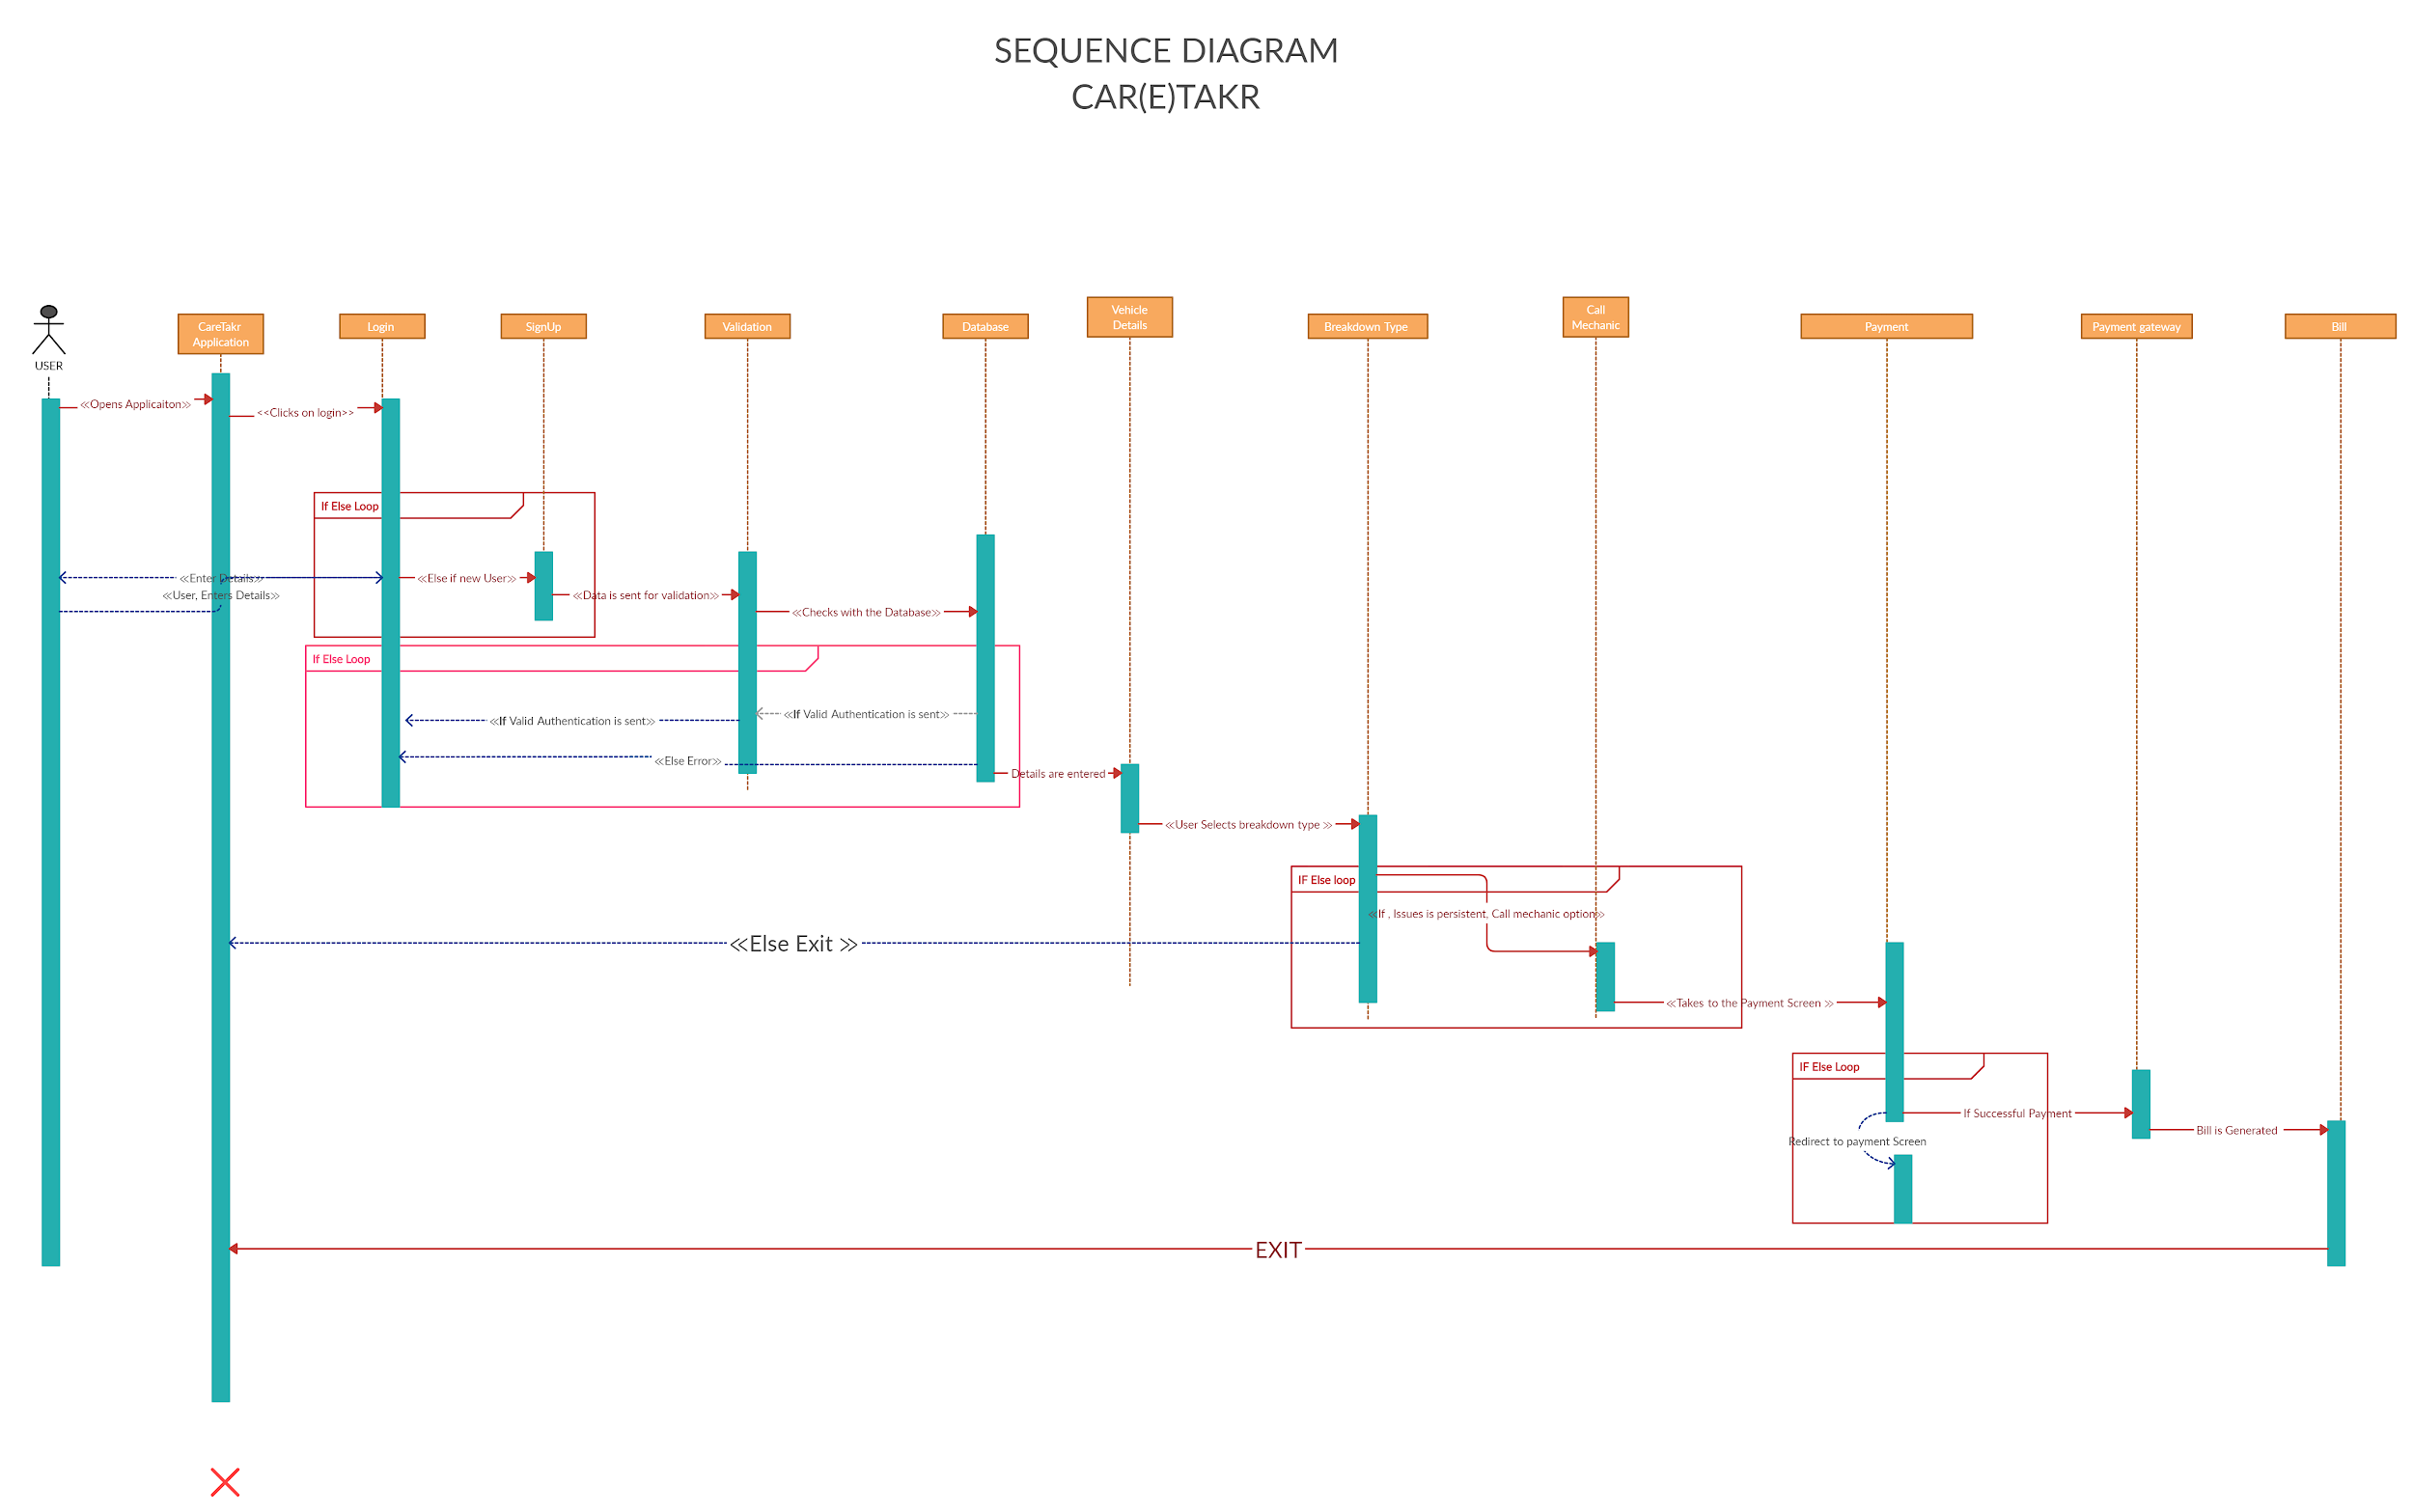 SEQUENCE DIAGRAM
CAR(E)TAKR
USER
CareTakr
Application
Login
SignUp
Validation
Database
Vehicle
Details
Breakdown Type
Call
Mechanic
Payment
Payment gateway
Bill
≪Opens Applicaiton≫
<<Clicks on login>>
If Else Loop
≪Enter Details≫
≪User, Enters Details≫
≪Else if new User≫
≪Data is sent for validation≫
≪Checks with the Database≫
If Else Loop
≪If Valid Authentication is sent≫
≪If Valid Authentication is sent≫
≪Else Error≫
Details are entered
≪User Selects breakdown type ≫
IF Else loop
≪If , Issues is persistent, Call mechanic option≫
≪Else Exit ≫
≪Takes to the Payment Screen ≫
IF Else Loop
If Successful Payment
Bill is Generated
Redirect to payment Screen
EXIT